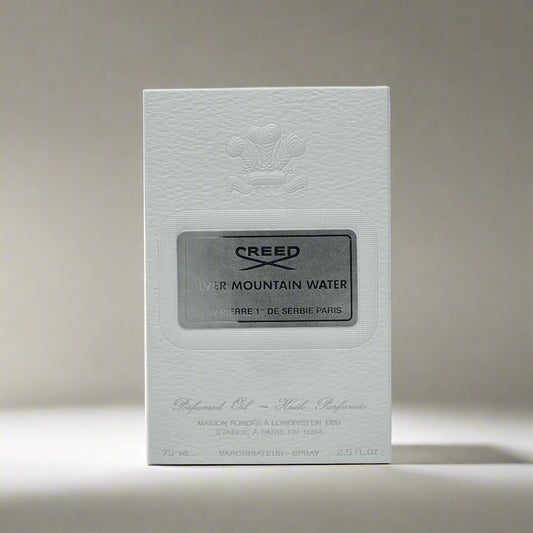 CREED
SILVER MOUNTAIN WATER
PIERRE 1er DE SERBIE PARIS
Perfumed Oil ~ Huile Parfumée
MAISON FONDÉE À LONDRES EN 1760
ÉTABLIE À PARIS EN 1854
75 ML. VAPORISATEUR - SPRAY 2.5 fl.oz